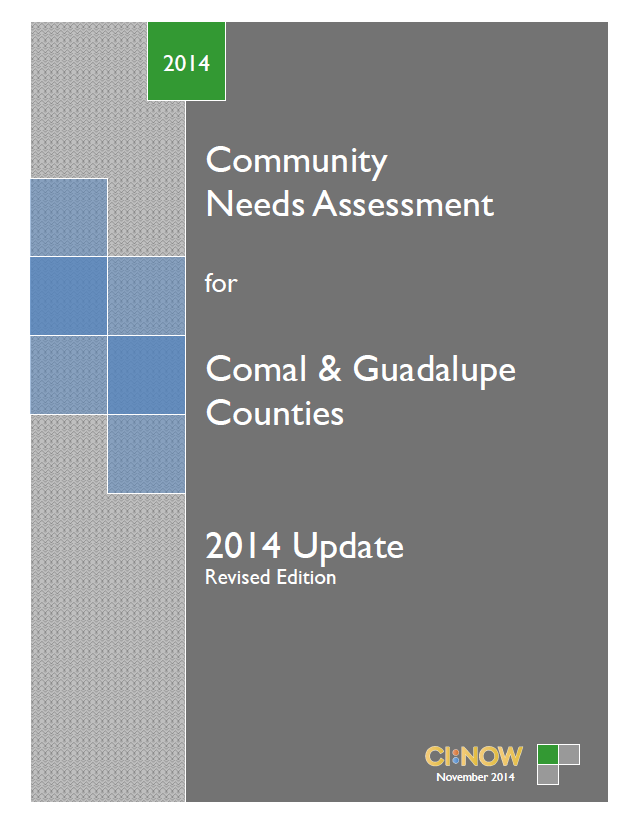 2014
Community
Needs Assessment
for
Comal & Guadalupe
Counties
2014 Update
Revised Edition
CI:NOW
November 2014